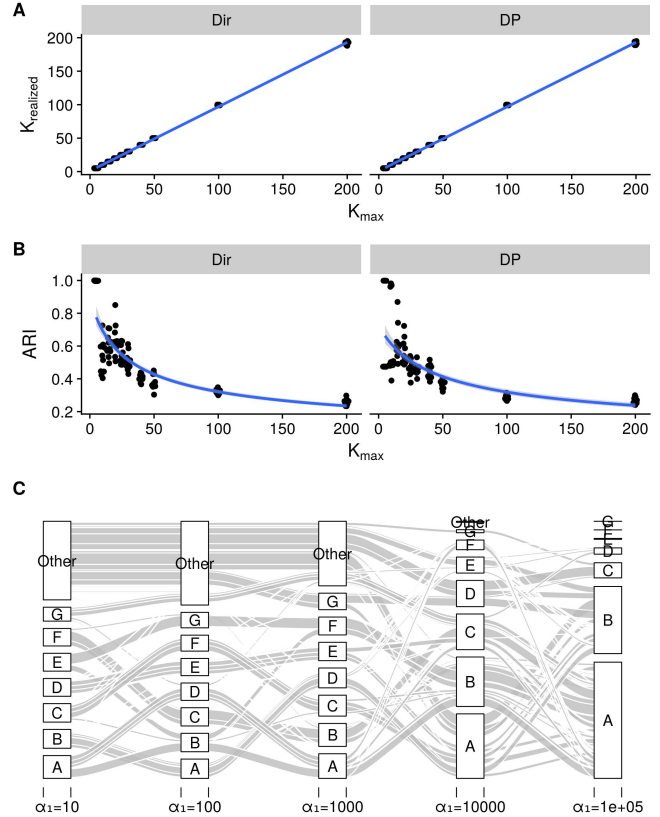 A
Dir DP
K_realized
200
150
100
50
0
0 50 100 150 200 0 50 100 150 200
K_max
B
Dir DP
ARI
1.0
0.8
0.6
0.4
0.2
0 50 100 150 200 0 50 100 150 200
K_max
C
Other Other Other Other G
G G G G F
F F F F E
E E E E D
D D D D C
C C C C B
B B B B A
A A A A
α₁=10 α₁=100 α₁=1000 α₁=10000 α₁=1e+05